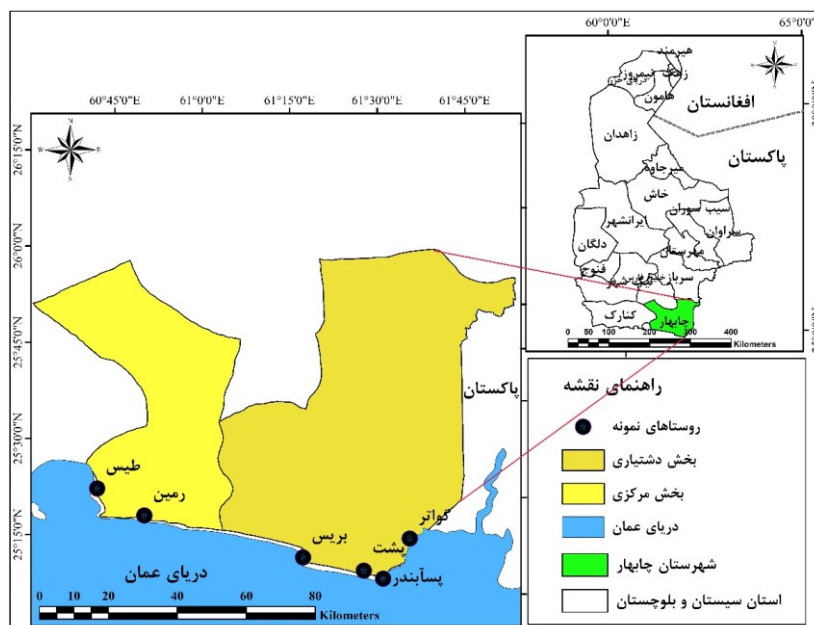 60°45'0"E 61°0'0"E 61°15'0"E 61°30'0"E 61°45'0"E
26°15'0"N
26°0'0"N
25°45'0"N
25°30'0"N
25°15'0"N
N
W E
S
پاکستان
طیس
رمین
بریس
گواتر
پشت
پسآبندر
دریای عمان
0 20 40 60 80
Kilometers
60°0'0"E 65°0'0"E
هیرمند
زهک
نیمروز
هامون
افغانستان
زاهدان
پاکستان
میرجاوه
خاش
ایرانشهر
سیب سوران
سراوان
دلگان
مهرستان
فنوج
سرباز
کنارک
چابهار
0 50 100 200 300 400
Kilometers
راهنمای نقشه
روستاهای نمونه
بخش دشتیاری
بخش مرکزی
دریای عمان
شهرستان چابهار
استان سیستان و بلوچستان